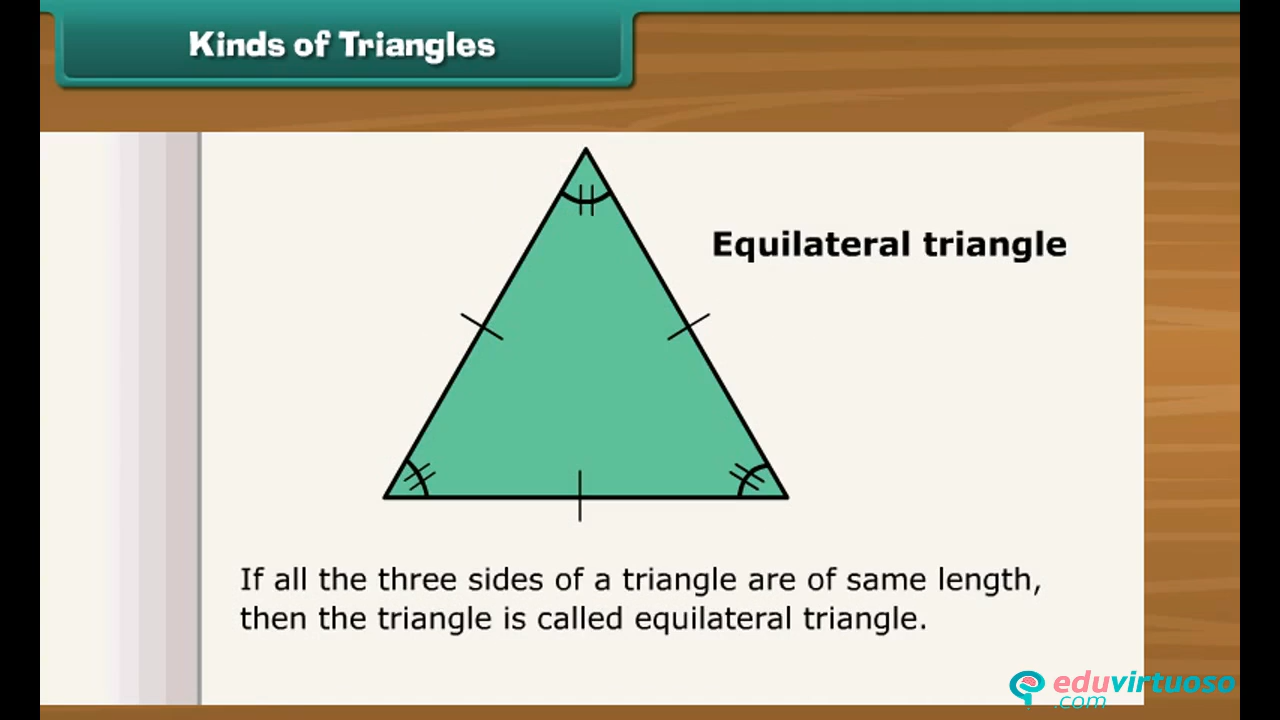 Kinds of Triangles
Equilateral triangle
If all the three sides of a triangle are of same length,
then the triangle is called equilateral triangle.
eduvirtuoso
.com